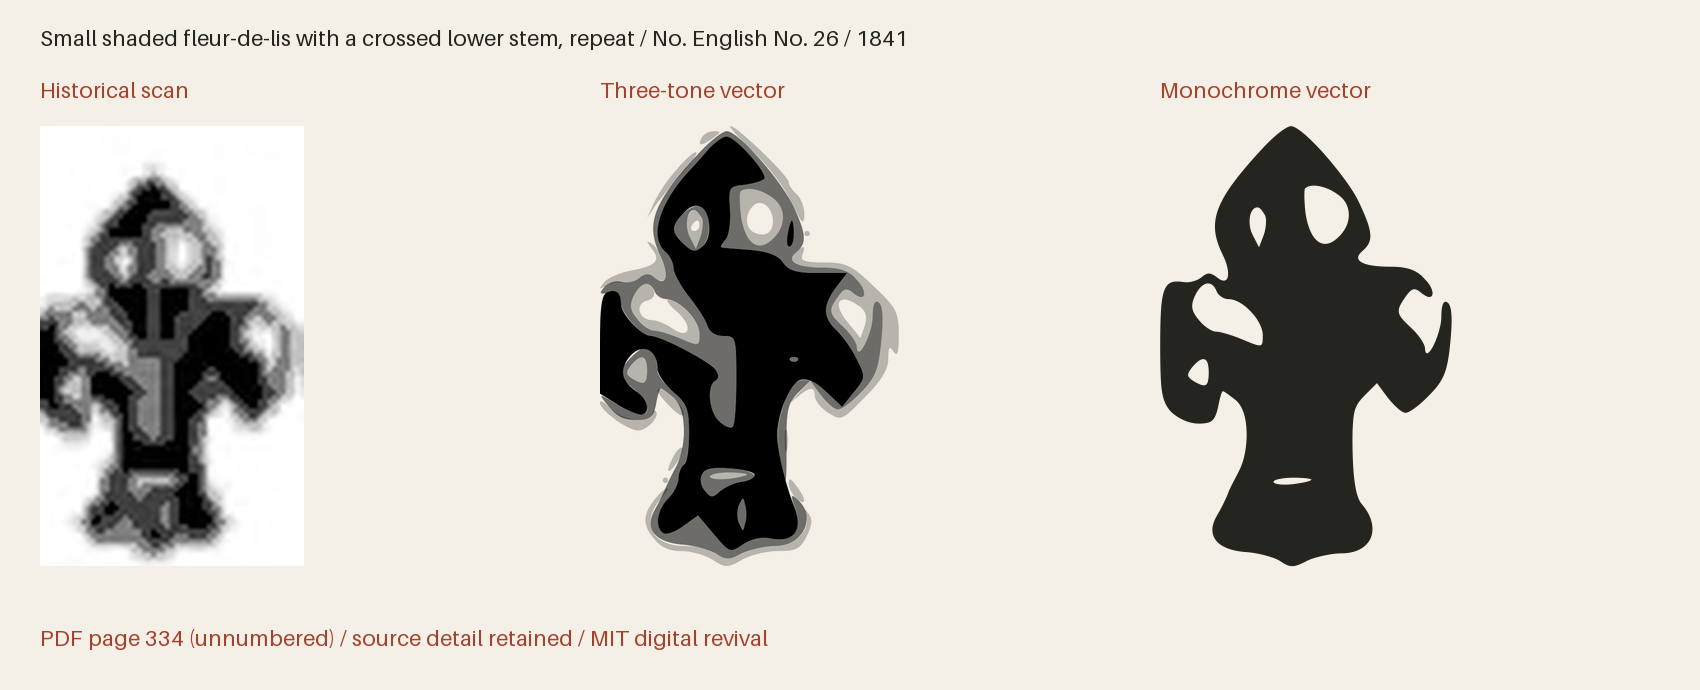 Small shaded fleur-de-lis with a crossed lower stem, repeat / No. English No. 26 / 1841
Historical scan
Three-tone vector
Monochrome vector
PDF page 334 (unnumbered) / source detail retained / MIT digital revival